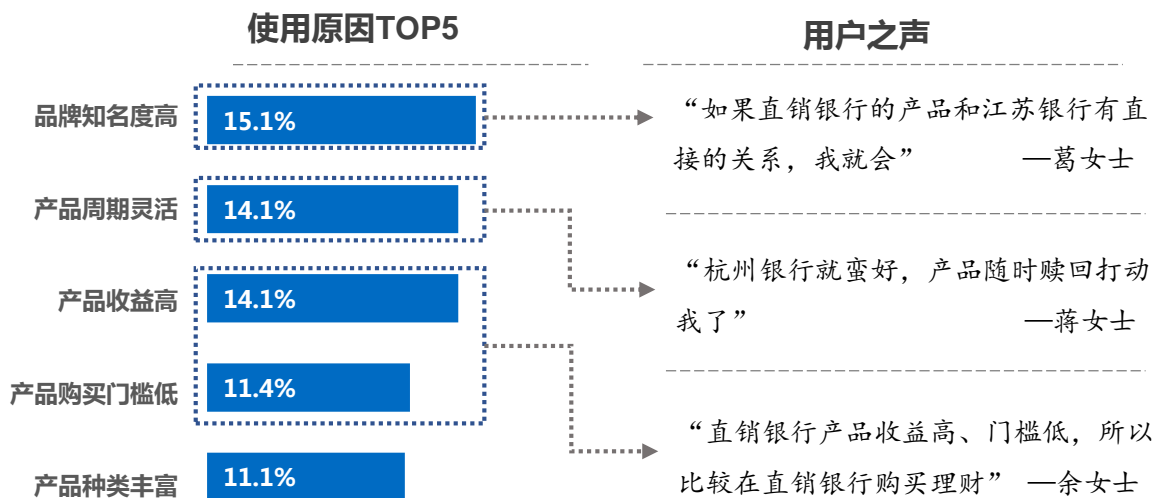 使用原因TOP5
品牌知名度高
15.1%
产品周期灵活
14.1%
产品收益高
14.1%
产品购买门槛低
11.4%
产品种类丰富
11.1%
用户之声
“如果直销银行的产品和江苏银行有直
接的关系，我就会” —葛女士
“杭州银行就蛮好，产品随时赎回打动
我了” —蒋女士
“直销银行产品收益高、门槛低，所以
比较在直销银行购买理财” —余女士